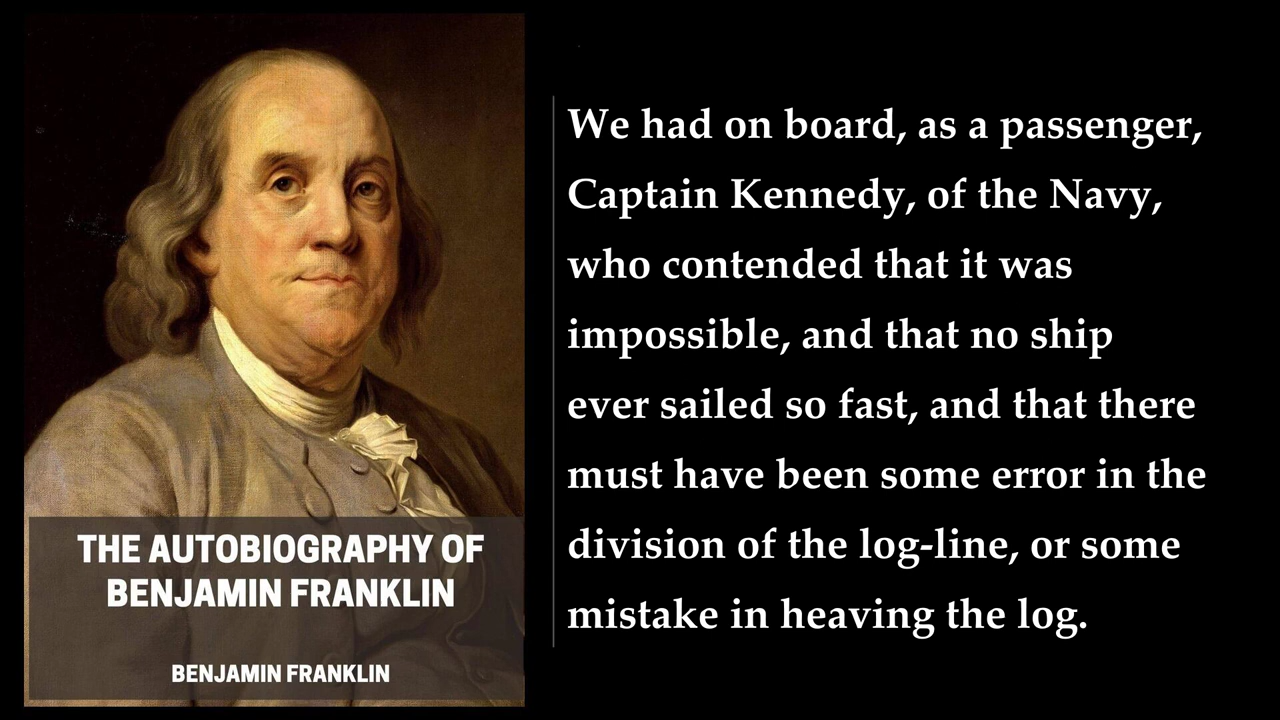 THE AUTOBIOGRAPHY OF
BENJAMIN FRANKLIN
BENJAMIN FRANKLIN
We had on board, as a passenger,
Captain Kennedy, of the Navy,
who contended that it was
impossible, and that no ship
ever sailed so fast, and that there
must have been some error in the
division of the log-line, or some
mistake in heaving the log.